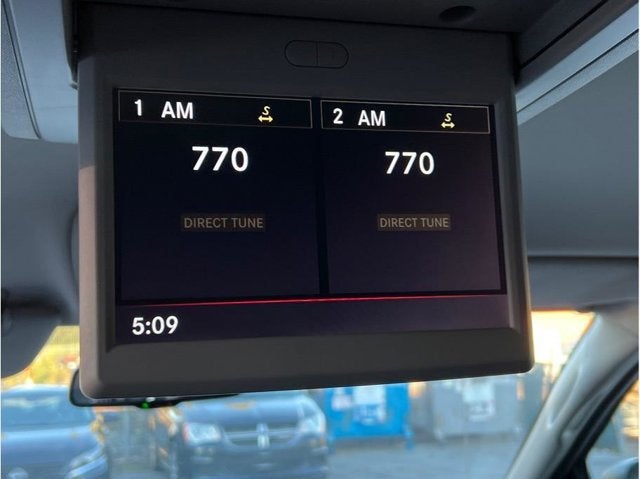 1 AM S
770
DIRECT TUNE
2 AM S
770
DIRECT TUNE
5:09